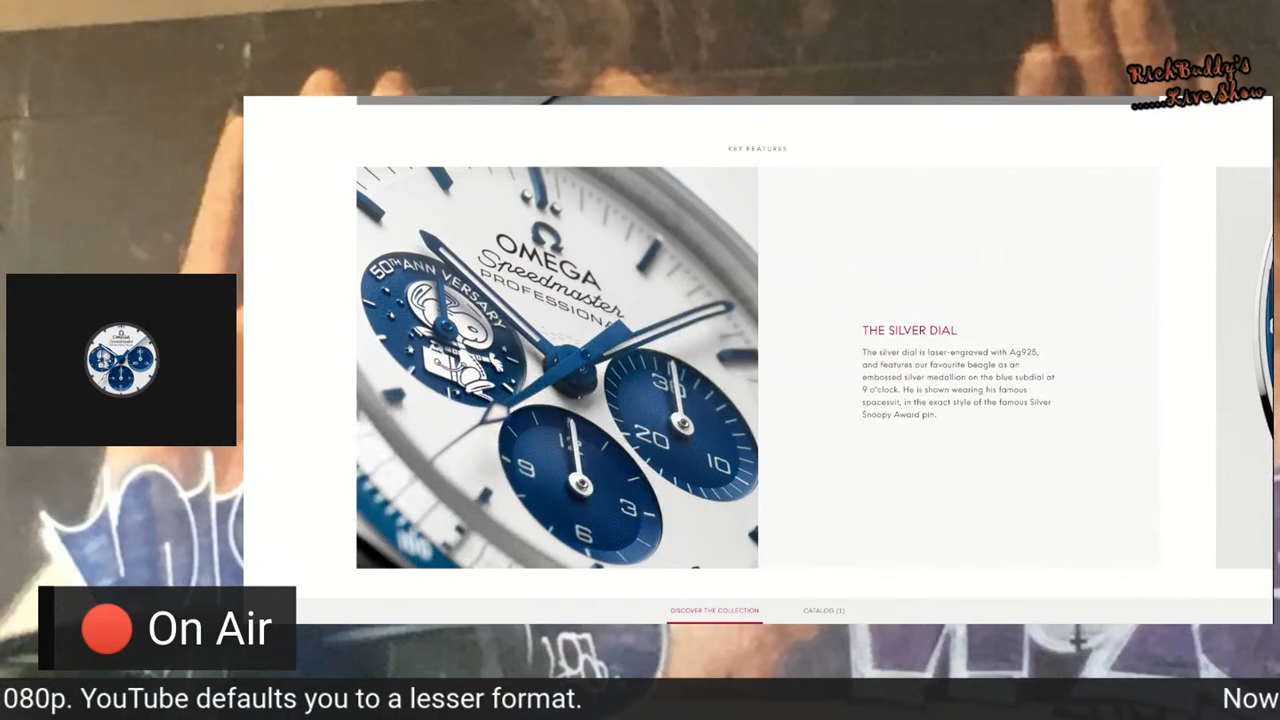 RichBuddy's
.......Live Show
KEY FEATURES
OMEGA
Speedmaster
PROFESSIONA
50TH ANNIVERSARY
30
20
10
9
3
6
THE SILVER DIAL
The silver dial is laser-engraved with Ag925,
and features our favourite beagle as an
embossed silver medallion on the blue subdial at
9 o'clock. He is shown wearing his famous
spacesuit, in the exact style of the famous Silver
Snoopy Award pin.
DISCOVER THE COLLECTION
CATALOG (1)
On Air
080p. YouTube defaults you to a lesser format.
Now